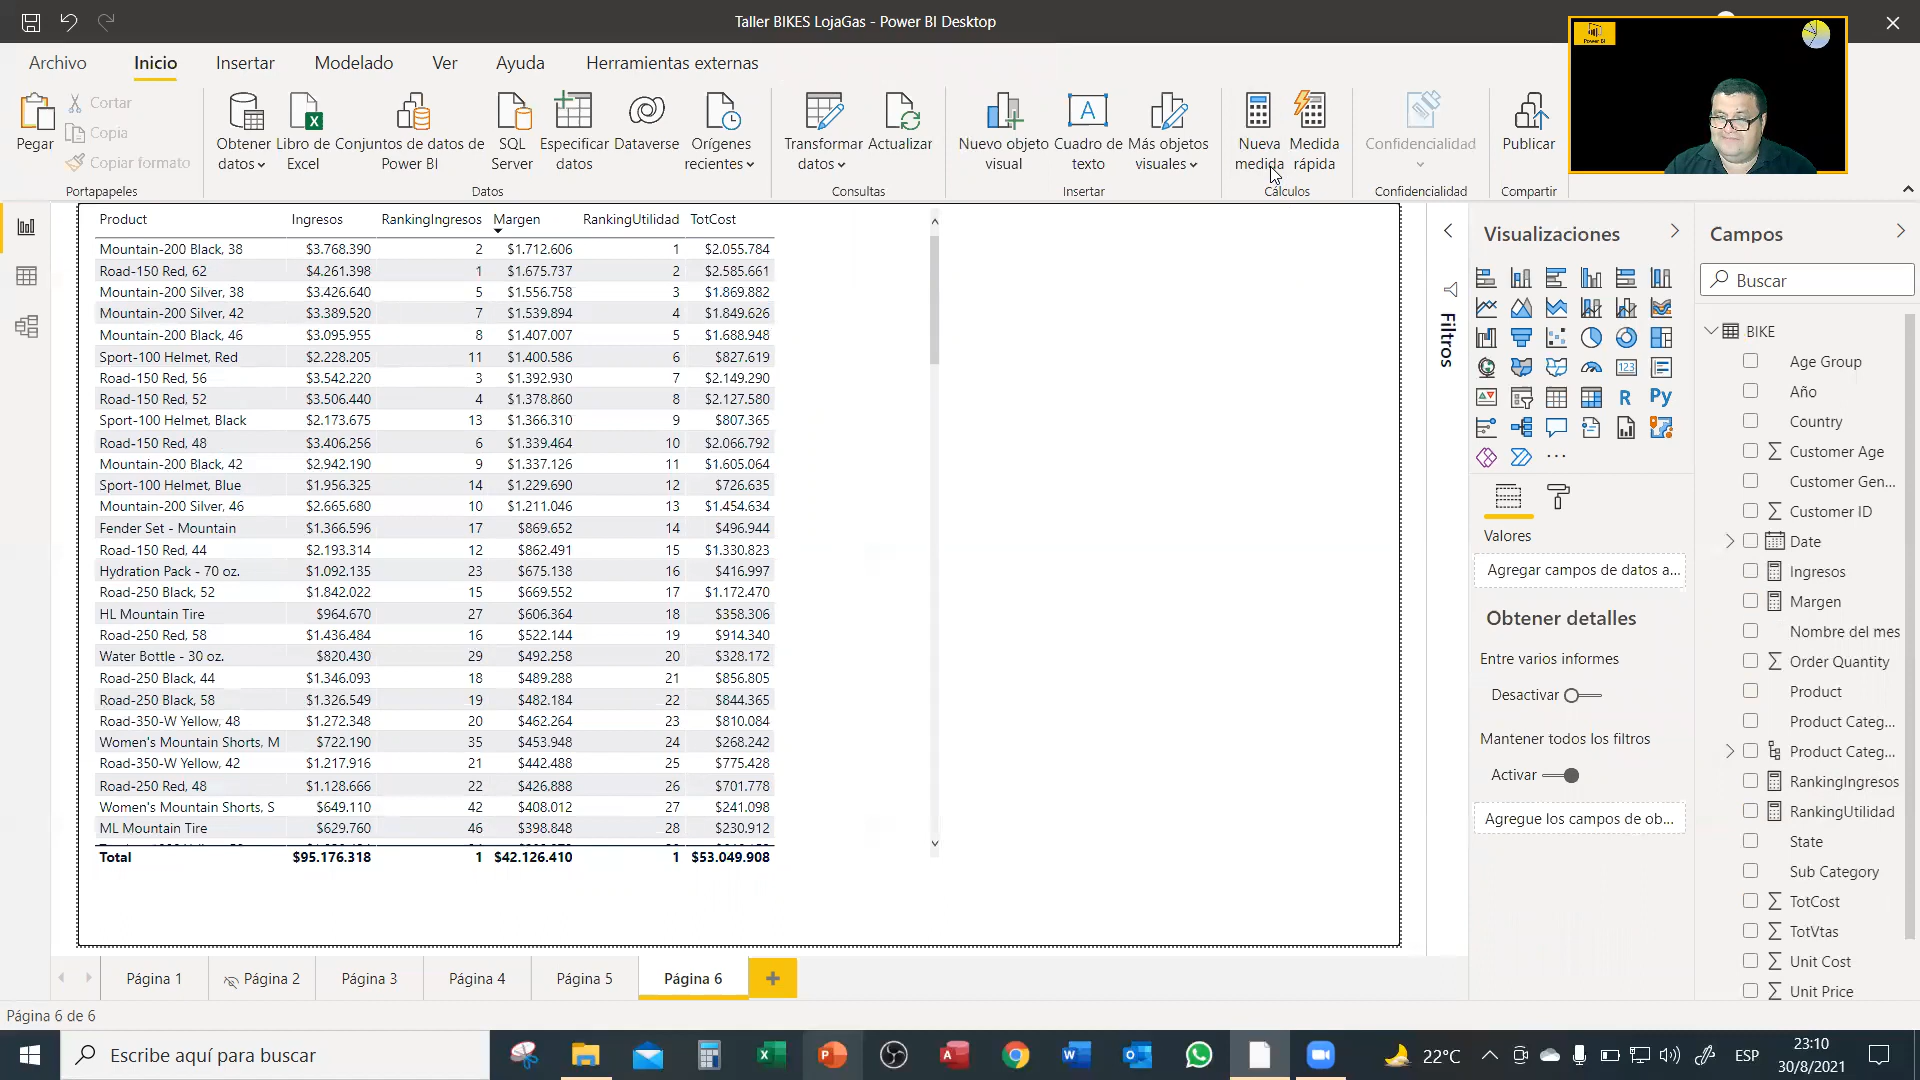 Taller BIKES LojaGas - Power BI Desktop
Power BI
Archivo Inicio Insertar Modelado Ver Ayuda Herramientas externas
Pegar
Cortar
Copia
Copiar formato
Portapapeles
Obtener datos
Libro de Excel
Conjuntos de datos de Power BI
SQL Server
Especificar datos
Dataverse
Orígenes recientes
Datos
Transformar datos
Actualizar
Consultas
Nuevo objeto visual
Cuadro de texto
Más objetos visuales
Insertar
Nueva medida
Medida rápida
Cálculos
Confidencialidad
Confidencialidad
Publicar
Compartir
Product Ingresos RankingIngresos Margen RankingUtilidad TotCost
Mountain-200 Black, 38 $3.768.390 2 $1.712.606 1 $2.055.784
Road-150 Red, 62 $4.261.398 1 $1.675.737 2 $2.585.661
Mountain-200 Silver, 38 $3.426.640 5 $1.556.758 3 $1.869.882
Mountain-200 Silver, 42 $3.389.520 7 $1.539.894 4 $1.849.626
Mountain-200 Black, 46 $3.095.955 8 $1.407.007 5 $1.688.948
Sport-100 Helmet, Red $2.228.205 11 $1.400.586 6 $827.619
Road-150 Red, 56 $3.542.220 3 $1.392.930 7 $2.149.290
Road-150 Red, 52 $3.506.440 4 $1.378.860 8 $2.127.580
Sport-100 Helmet, Black $2.173.675 13 $1.366.310 9 $807.365
Road-150 Red, 48 $3.406.256 6 $1.339.464 10 $2.066.792
Mountain-200 Black, 42 $2.942.190 9 $1.337.126 11 $1.605.064
Sport-100 Helmet, Blue $1.956.325 14 $1.229.690 12 $726.635
Mountain-200 Silver, 46 $2.665.680 10 $1.211.046 13 $1.454.634
Fender Set - Mountain $1.366.596 17 $869.652 14 $496.944
Road-150 Red, 44 $2.193.314 12 $862.491 15 $1.330.823
Hydration Pack - 70 oz. $1.092.135 23 $675.138 16 $416.997
Road-250 Black, 52 $1.842.022 15 $669.552 17 $1.172.470
HL Mountain Tire $964.670 27 $606.364 18 $358.306
Road-250 Red, 58 $1.436.484 16 $522.144 19 $914.340
Water Bottle - 30 oz. $820.430 29 $492.258 20 $328.172
Road-250 Black, 44 $1.346.093 18 $489.288 21 $856.805
Road-250 Black, 58 $1.326.549 19 $482.184 22 $844.365
Road-350-W Yellow, 48 $1.272.348 20 $462.264 23 $810.084
Women's Mountain Shorts, M $722.190 35 $453.948 24 $268.242
Road-350-W Yellow, 42 $1.217.916 21 $442.488 25 $775.428
Road-250 Red, 48 $1.128.666 22 $426.888 26 $701.778
Women's Mountain Shorts, S $649.110 42 $408.012 27 $241.098
ML Mountain Tire $629.760 46 $398.848 28 $230.912
Total $95.176.318 1 $42.126.410 1 $53.049.908
Filtros
Visualizaciones
123
R
Py
Valores
Agregar campos de datos a...
Obtener detalles
Entre varios informes
Desactivar
Mantener todos los filtros
Activar
Agregue los campos de ob...
Campos
Buscar
BIKE
Age Group
Año
Country
Customer Age
Customer Gen...
Customer ID
Date
Ingresos
Margen
Nombre del mes
Order Quantity
Product
Product Categ...
Product Categ...
RankingIngresos
RankingUtilidad
State
Sub Category
TotCost
TotVtas
Unit Cost
Unit Price
Página 1 Página 2 Página 3 Página 4 Página 5 Página 6
Página 6 de 6
Escribe aquí para buscar
22°C
ESP
23:10
30/8/2021